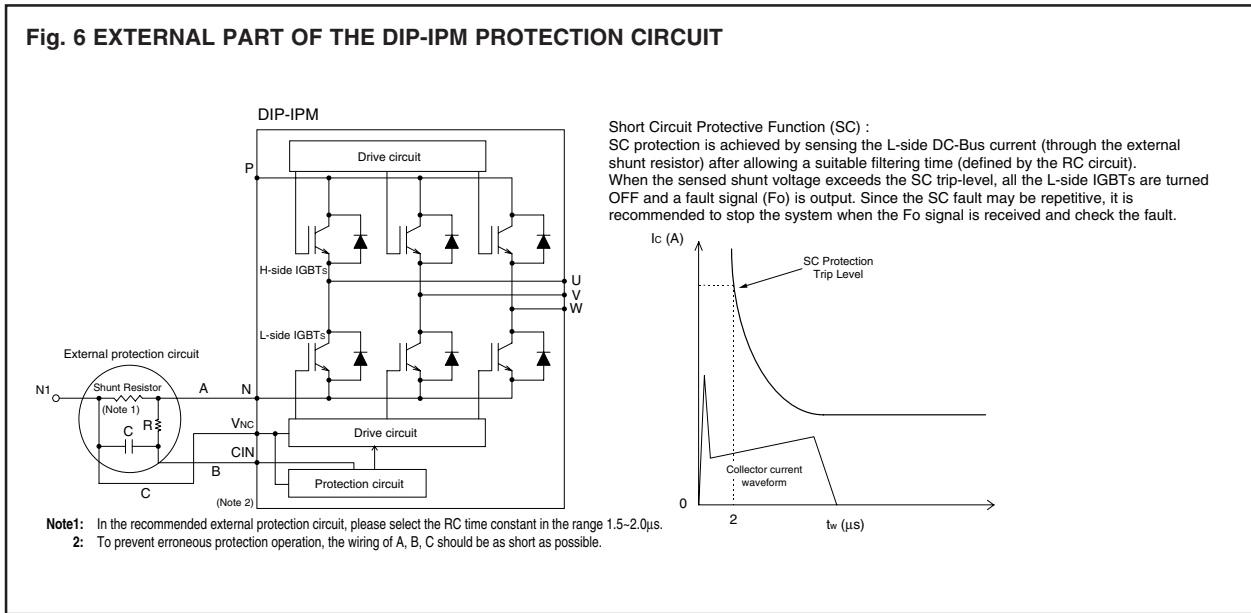 Fig. 6 EXTERNAL PART OF THE DIP-IPM PROTECTION CIRCUIT
DIP-IPM
Drive circuit
P
H-side IGBTs
U
V
W
L-side IGBTs
External protection circuit
N1
Shunt Resistor
(Note 1)
A
N
R
C
VNC
Drive circuit
CIN
B
Protection circuit
C
(Note 2)
Short Circuit Protective Function (SC) :
SC protection is achieved by sensing the L-side DC-Bus current (through the external
shunt resistor) after allowing a suitable filtering time (defined by the RC circuit).
When the sensed shunt voltage exceeds the SC trip-level, all the L-side IGBTs are turned
OFF and a fault signal (Fo) is output. Since the SC fault may be repetitive, it is
recommended to stop the system when the Fo signal is received and check the fault.
IC (A)
SC Protection
Trip Level
Collector current
waveform
0
2
tw (µs)
Note1: In the recommended external protection circuit, please select the RC time constant in the range 1.5~2.0µs.
2: To prevent erroneous protection operation, the wiring of A, B, C should be as short as possible.